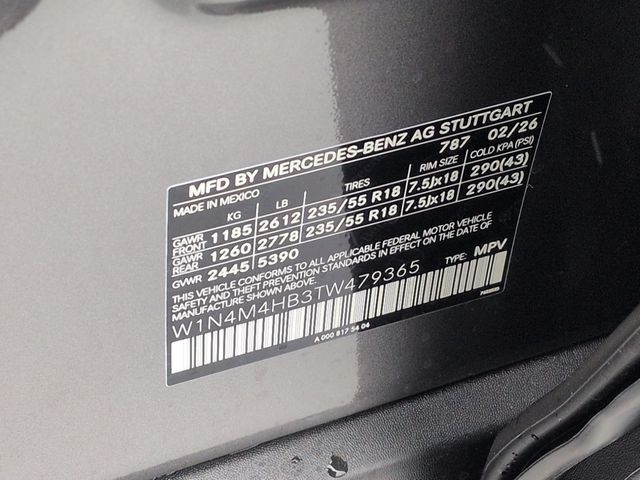 MFD BY MERCEDES-BENZ AG STUTTGART
MADE IN MEXICO 787 02/26
KG LB TIRES RIM SIZE COLD KPA (PSI)
GAWR FRONT 1185 2612 235/55 R18 7.5Jx18 290(43)
GAWR REAR 1260 2778 235/55 R18 7.5Jx18 290(43)
GVWR 2445 5390
THIS VEHICLE CONFORMS TO ALL APPLICABLE FEDERAL MOTOR VEHICLE
SAFETY AND THEFT PREVENTION STANDARDS IN EFFECT ON THE DATE OF
MANUFACTURE SHOWN ABOVE.
W1N4M4HB3TW479365 TYPE: MPV
A 000 817 54 04